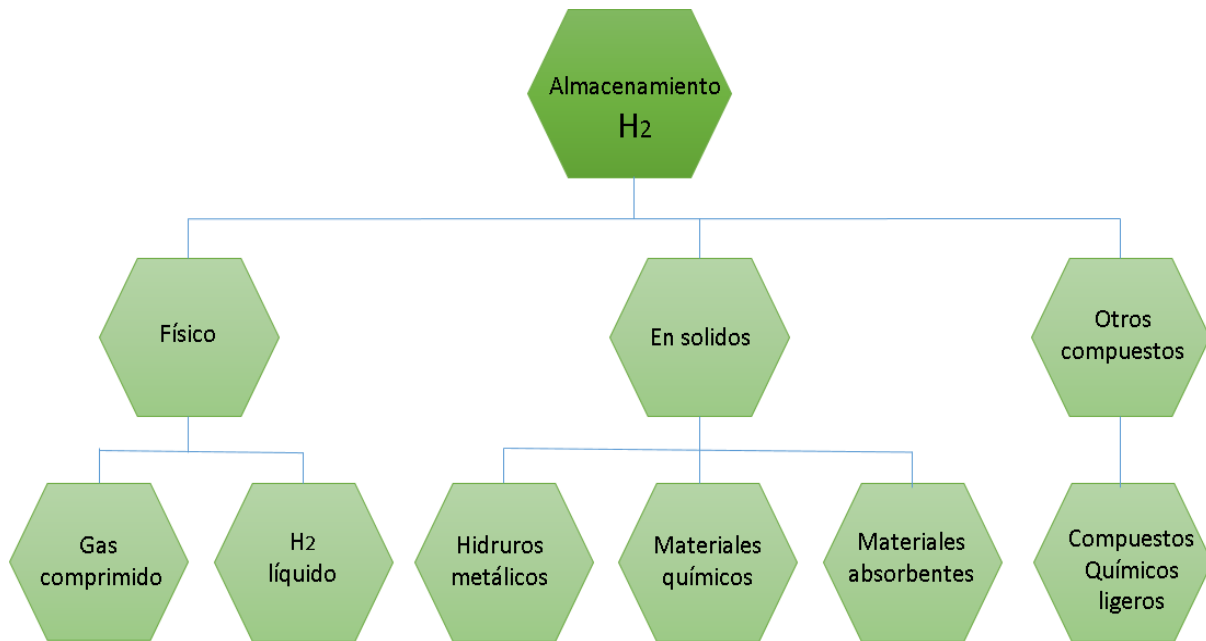 Almacenamiento
H2
Físico
En solidos
Otros
compuestos
Gas
comprimido
H2
líquido
Hidruros
metálicos
Materiales
químicos
Materiales
absorbentes
Compuestos
Químicos
ligeros